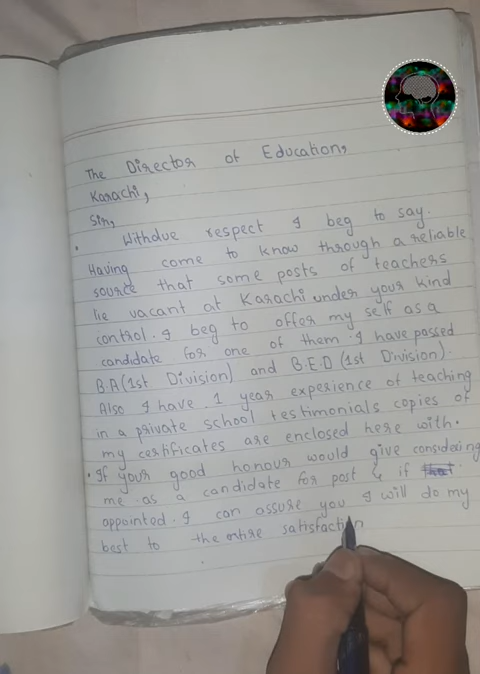 The Director of Education,
Karachi,
Sir,
• Withdue respect I beg to say.
Having come to know through a reliable
source that some posts of teachers
lie vacant at Karachi under your kind
control. I beg to offer my self as a
candidate for one of them. I have passed
B.A (1st Division) and B.E.D (1st Division).
Also I have 1 year experience of teaching
in a private school testimonials copies of
my certificates are enclosed here with.
• If your good honour would give considering
me as a candidate for post & if
appointed. I can assure you I will do my
best to the entire satisfaction